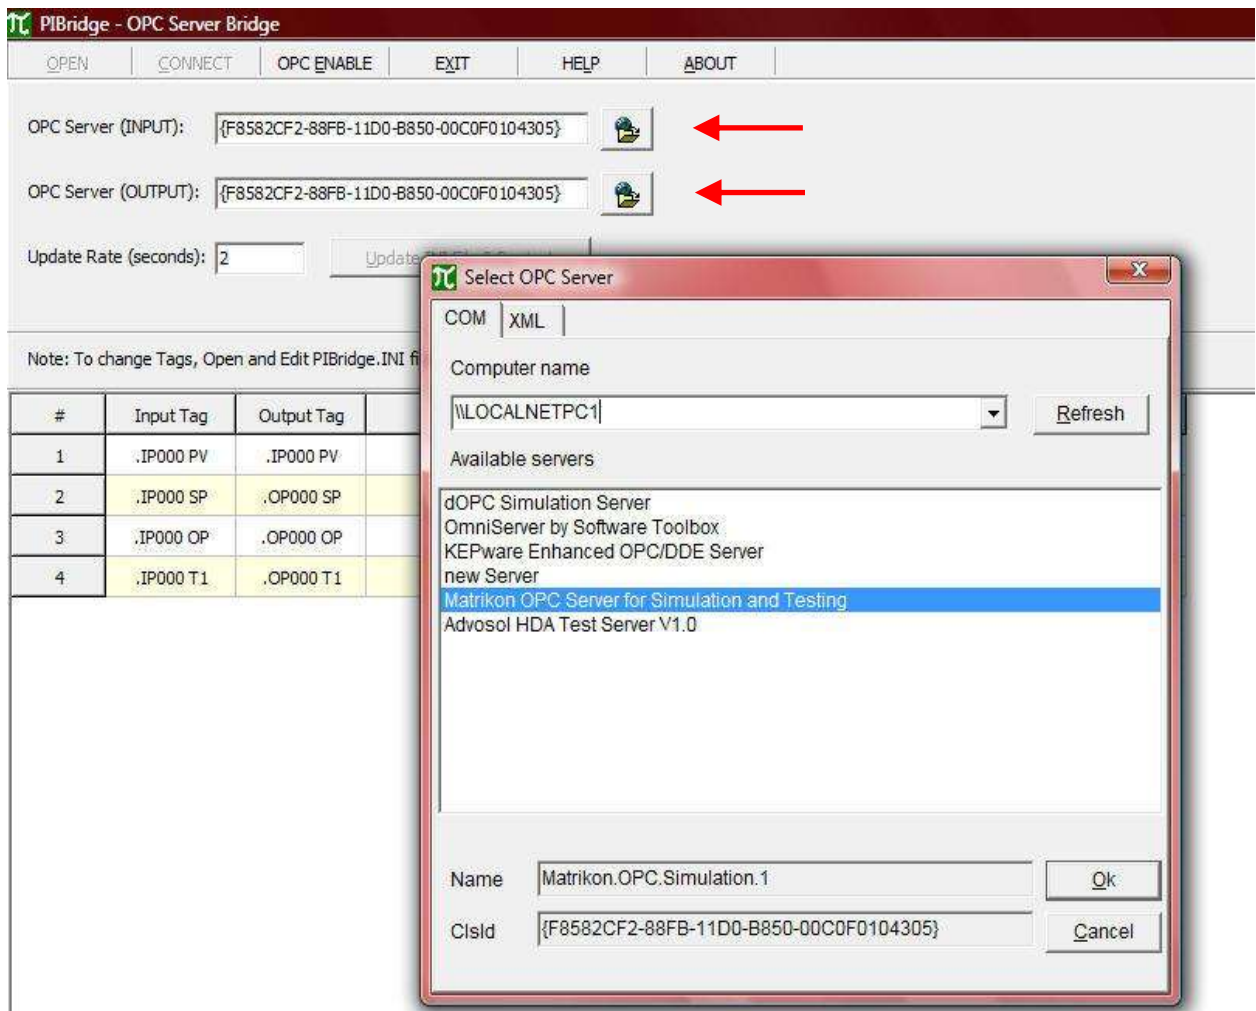 PIBridge - OPC Server Bridge
OPEN CONNECT OPC ENABLE EXIT HELP ABOUT
OPC Server (INPUT): {F8582CF2-88FB-11D0-B850-00C0F0104305}
OPC Server (OUTPUT): {F8582CF2-88FB-11D0-B850-00C0F0104305}
Update Rate (seconds): 2 Update
Note: To change Tags, Open and Edit PIBridge.INI fi
# Input Tag Output Tag
1 .IP000 PV .IP000 PV
2 .IP000 SP .OP000 SP
3 .IP000 OP .OP000 OP
4 .IP000 T1 .OP000 T1
Select OPC Server
COM XML
Computer name
\\LOCALNETPC1 Refresh
Available servers
dOPC Simulation Server
OmniServer by Software Toolbox
KEPware Enhanced OPC/DDE Server
new Server
Matrikon OPC Server for Simulation and Testing
Advosol HDA Test Server V1.0
Name Matrikon.OPC.Simulation.1 Ok
ClsId {F8582CF2-88FB-11D0-B850-00C0F0104305} Cancel